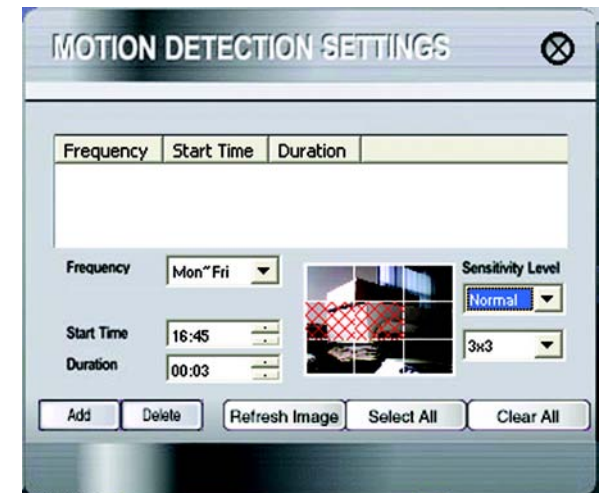 MOTION DETECTION SETTINGS
Frequency Start Time Duration
Frequency Mon~Fri Sensitivity Level
Normal
Start Time 16:45
3x3
Duration 00:03
Add Delete Refresh Image Select All Clear All